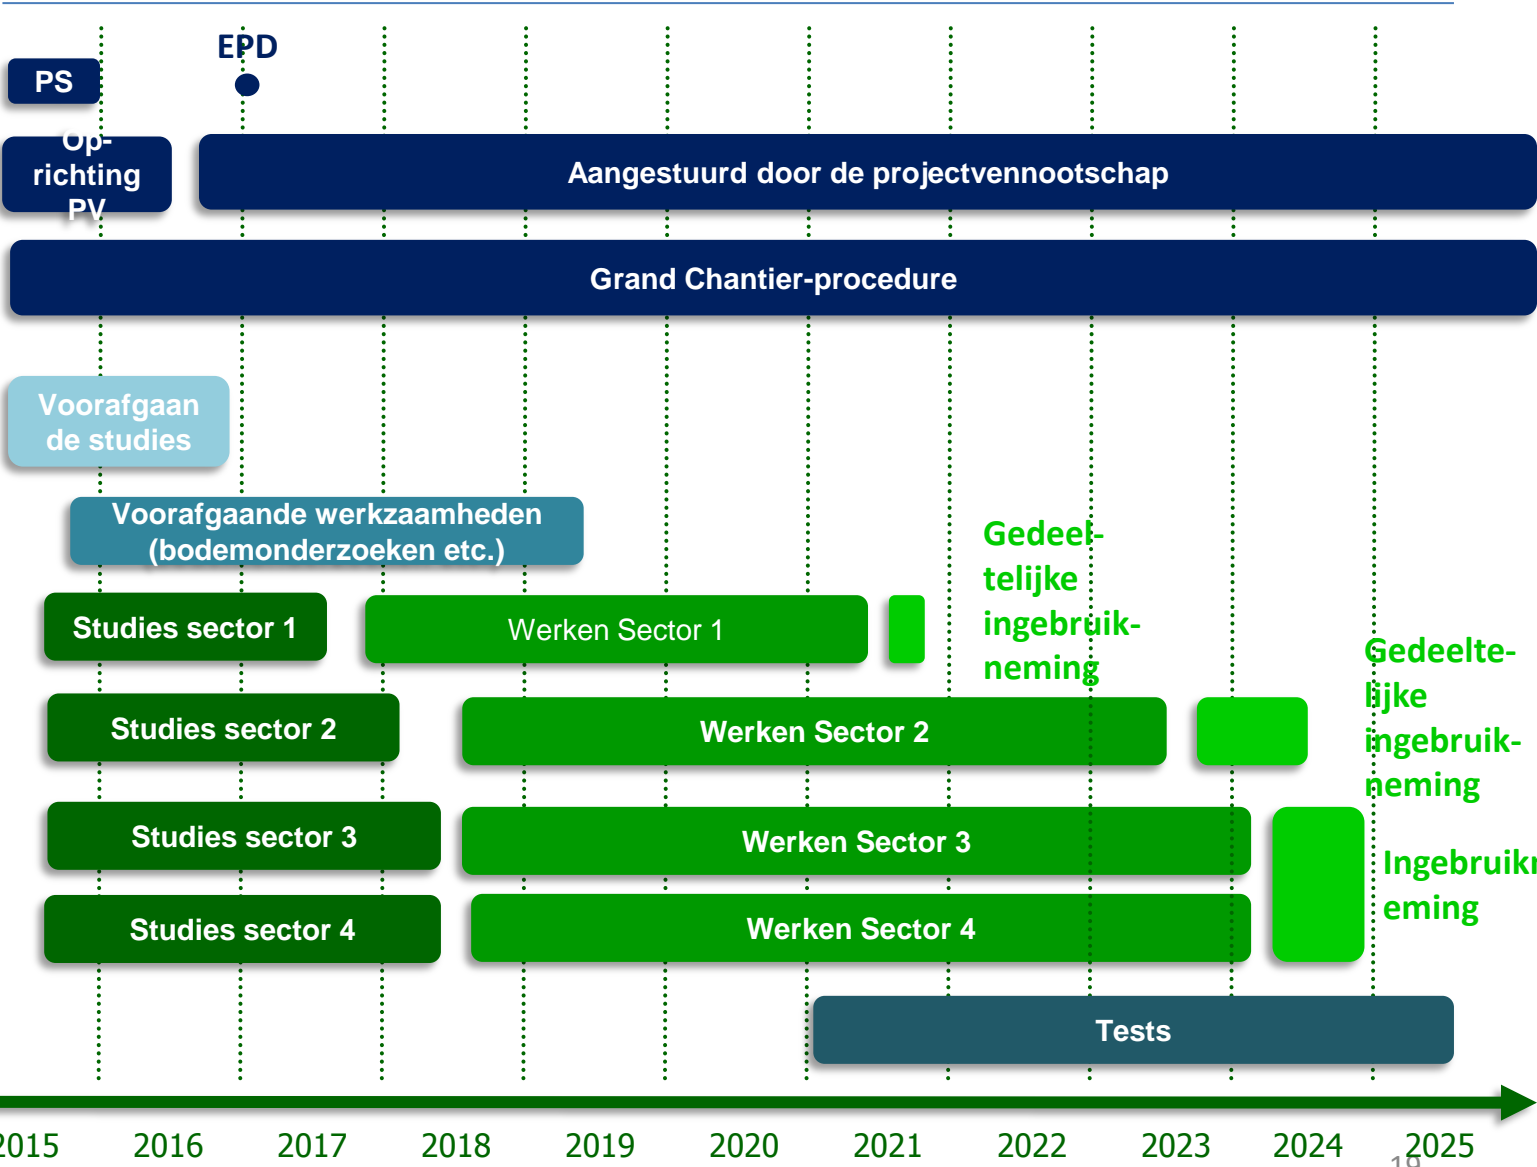 EPD
PS
Op-
richting
PV
Aangestuurd door de projectvennootschap
Grand Chantier-procedure
Voorafgaan
de studies
Voorafgaande werkzaamheden
(bodemonderzoeken etc.)
Gedeel-
telijke
ingebruik-
neming
Studies sector 1
Werken Sector 1
Gedeelte-
lijke
ingebruik-
neming
Studies sector 2
Werken Sector 2
Studies sector 3
Werken Sector 3
Ingebruikn
eming
Studies sector 4
Werken Sector 4
Tests
2015 2016 2017 2018 2019 2020 2021 2022 2023 2024 2025
19